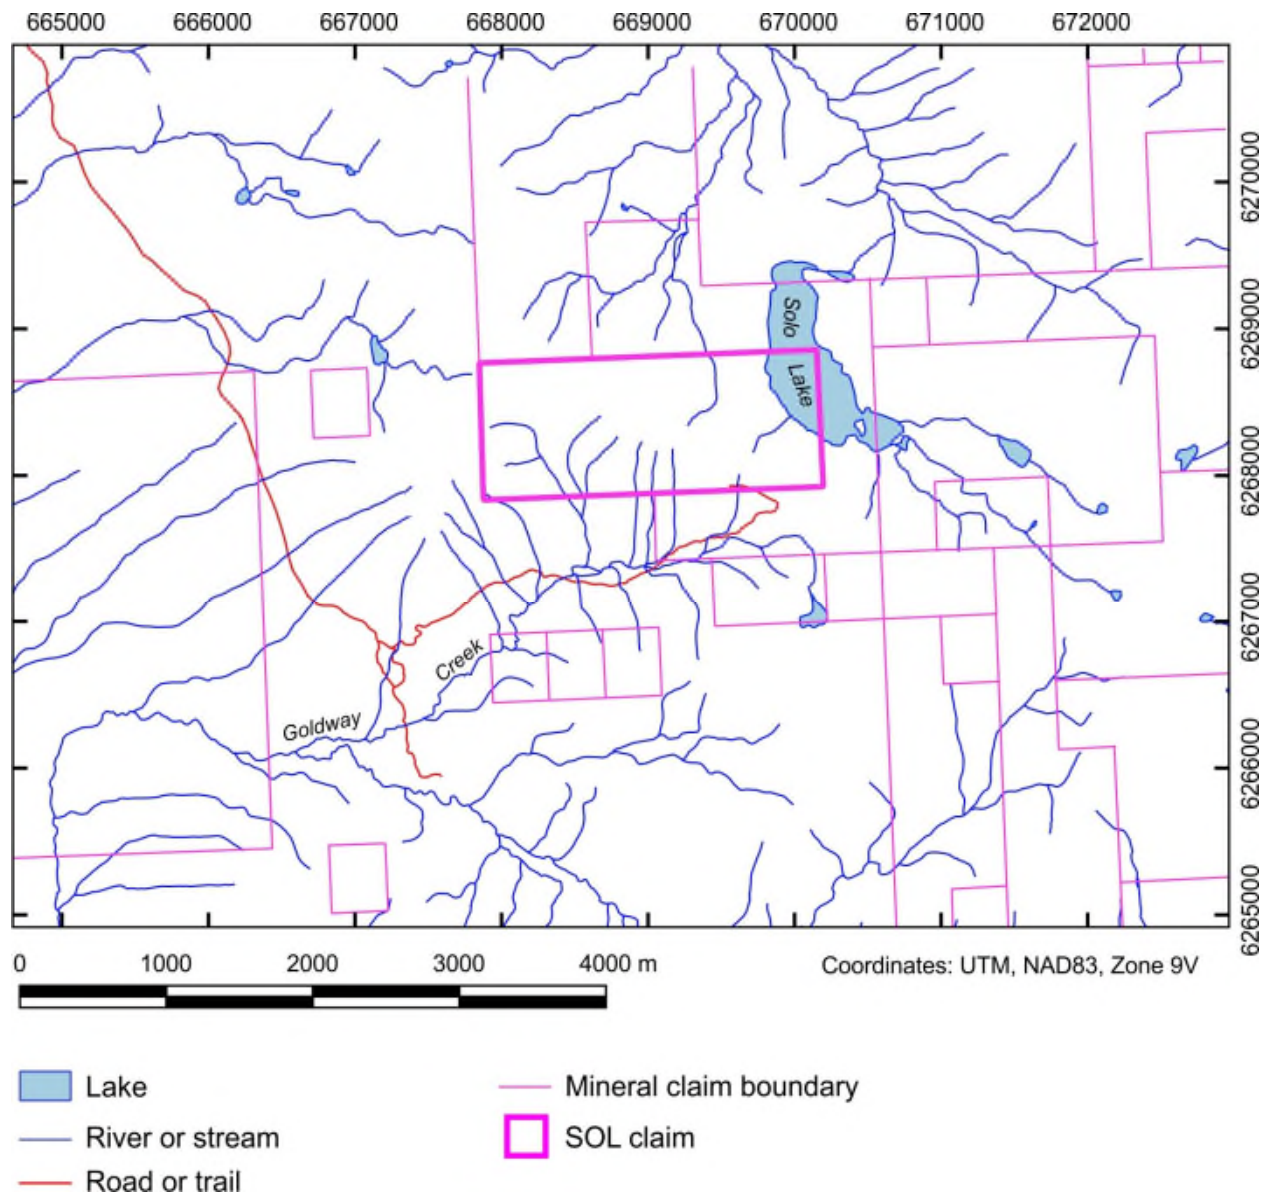 665000 666000 667000 668000 669000 670000 671000 672000
6270000
6269000
6268000
6267000
6266000
6265000
Solo
Lake
Creek
Goldway
0 1000 2000 3000 4000 m
Coordinates: UTM, NAD83, Zone 9V
Lake
River or stream
Road or trail
Mineral claim boundary
SOL claim